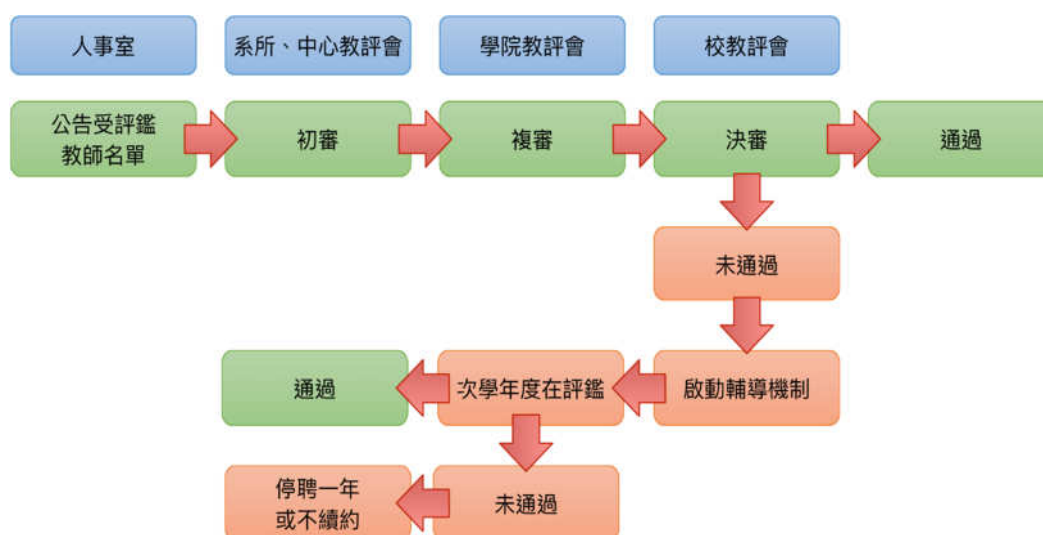 人事室
系所、中心教評會
學院教評會
校教評會
公告受評鑑
教師名單
初審
複審
決審
通過
未通過
通過
次學年度在評鑑
啟動輔導機制
停聘一年
或不續約
未通過